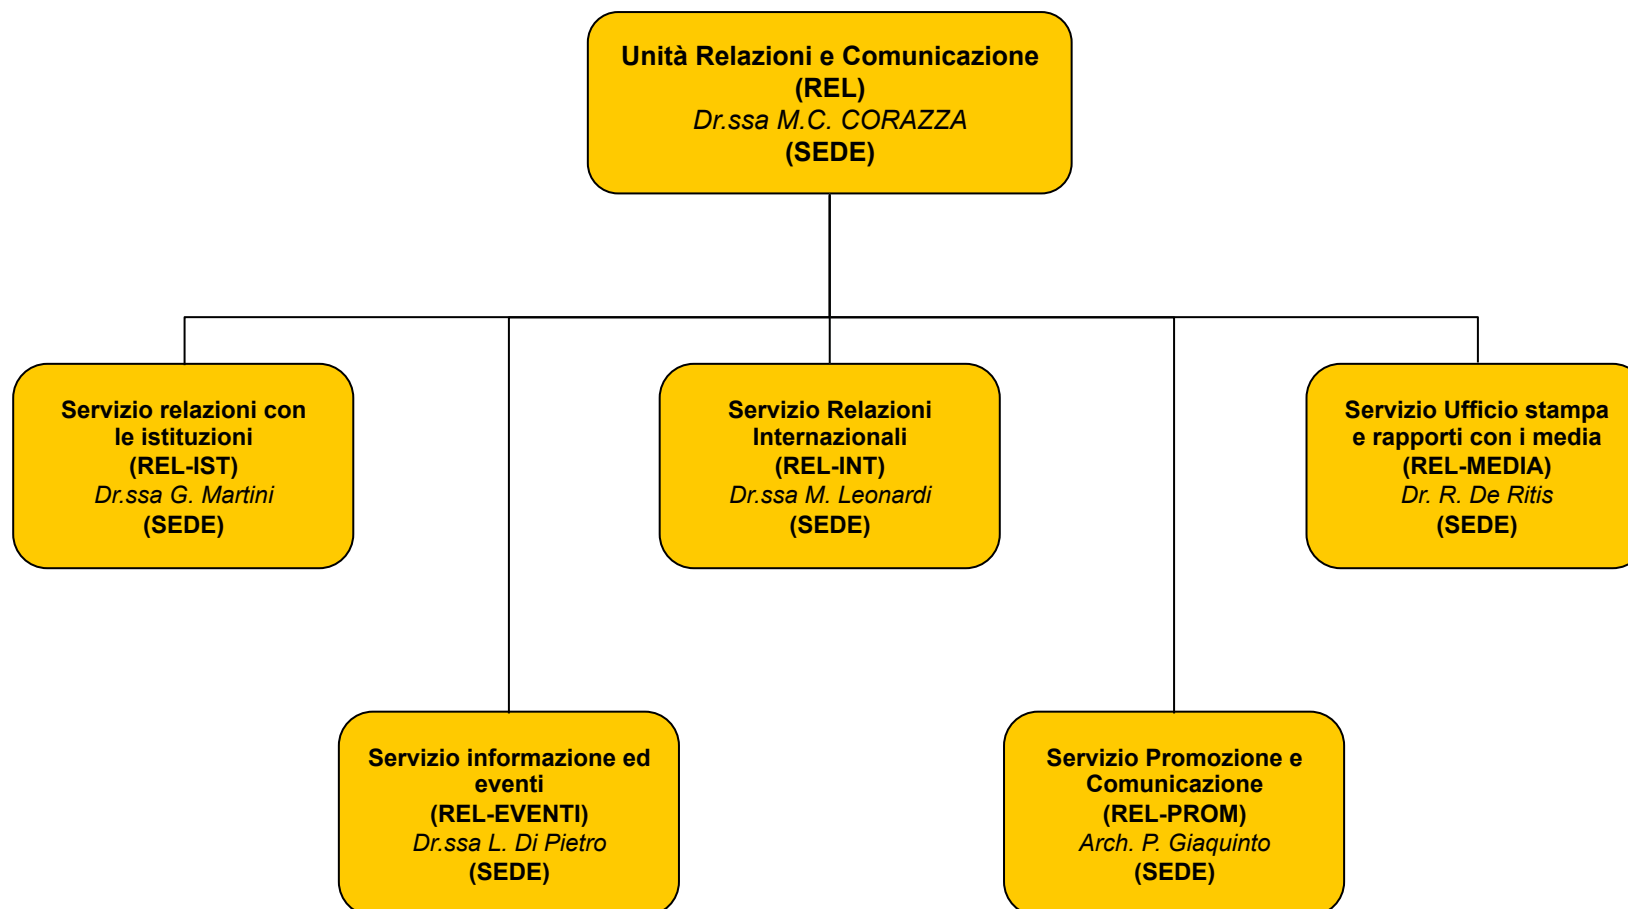 Unità Relazioni e Comunicazione
(REL)
Dr.ssa M.C. CORAZZA
(SEDE)
Servizio relazioni con
le istituzioni
(REL-IST)
Dr.ssa G. Martini
(SEDE)
Servizio Relazioni
Internazionali
(REL-INT)
Dr.ssa M. Leonardi
(SEDE)
Servizio Ufficio stampa
e rapporti con i media
(REL-MEDIA)
Dr. R. De Ritis
(SEDE)
Servizio informazione ed
eventi
(REL-EVENTI)
Dr.ssa L. Di Pietro
(SEDE)
Servizio Promozione e
Comunicazione
(REL-PROM)
Arch. P. Giaquinto
(SEDE)